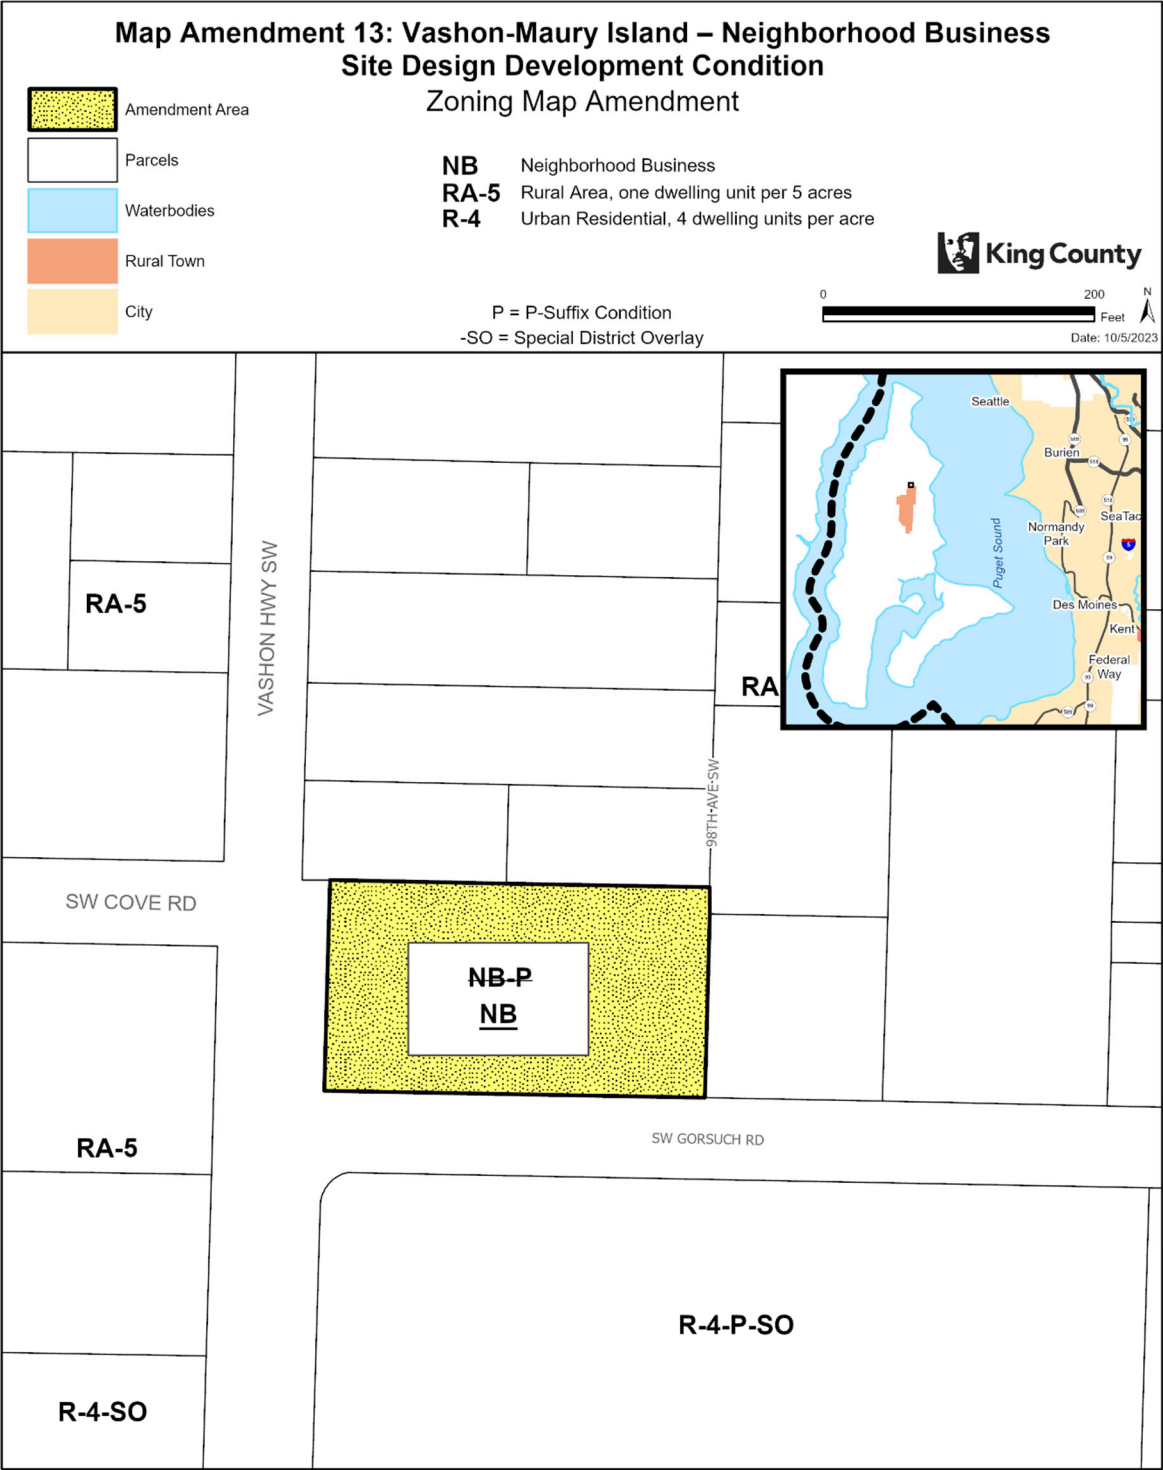 Map Amendment 13: Vashon-Maury Island – Neighborhood Business
Site Design Development Condition
Zoning Map Amendment
Amendment Area
Parcels
Waterbodies
Rural Town
City
NB Neighborhood Business
RA-5 Rural Area, one dwelling unit per 5 acres
R-4 Urban Residential, 4 dwelling units per acre
P = P-Suffix Condition
-SO = Special District Overlay
King County
0 200
Feet
N
Date: 10/5/2023
Seattle
Burien
Normandy
Park
SeaTac
Puget Sound
Des Moines
Kent
Federal
Way
509
518
99
5
RA-5
VASHON HWY SW
RA
98TH AVE SW
SW COVE RD
NB-P
NB
SW GORSUCH RD
RA-5
R-4-P-SO
R-4-SO